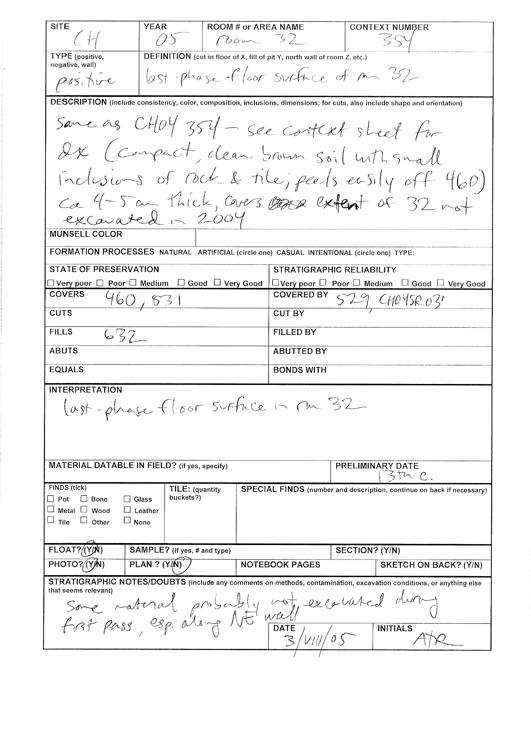 SITE CH
YEAR 05
ROOM # or AREA NAME room 32
CONTEXT NUMBER 354
TYPE (positive, negative, wall) positive
DEFINITION (cut in floor of X, fill of pit Y, north wall of room Z, etc.)
last-phase floor surface of rm 32
DESCRIPTION (include consistency, color, composition, inclusions, dimensions; for cuts, also include shape and orientation)
Same as CH04 354 - see context sheet for
dx (compact, clean brown soil with small
inclusions of rock & tile; peels easily off 460)
ca 4-5 cm thick, covers extent of 32 not
excavated in 2004
MUNSELL COLOR
FORMATION PROCESSES NATURAL ARTIFICIAL (circle one) CASUAL INTENTIONAL (circle one) TYPE:
STATE OF PRESERVATION
STRATIGRAPHIC RELIABILITY
Very poor Poor Medium Good Very Good
Very poor Poor Medium Good Very Good
COVERS 460, 531
COVERED BY 529, CH04SR03
CUTS
CUT BY
FILLS 632
FILLED BY
ABUTS
ABUTTED BY
EQUALS
BONDS WITH
INTERPRETATION
last-phase floor surface in rm 32
MATERIAL DATABLE IN FIELD? (if yes, specify)
PRELIMINARY DATE
13th c.
FINDS (tick)
Pot Bone Glass
Metal Wood Leather
Tile Other None
TILE: (quantity buckets?)
SPECIAL FINDS (number and description, continue on back if necessary)
FLOAT? (Y/N)
SAMPLE? (if yes, # and type)
SECTION? (Y/N)
PHOTO? (Y/N)
PLAN ? (Y/N)
NOTEBOOK PAGES
SKETCH ON BACK? (Y/N)
STRATIGRAPHIC NOTES/DOUBTS (include any comments on methods, contamination, excavation conditions, or anything else
that seems relevant)
Some material probably not excavated during
first pass, esp. along NE wall
DATE 3/VIII/05
INITIALS ATR